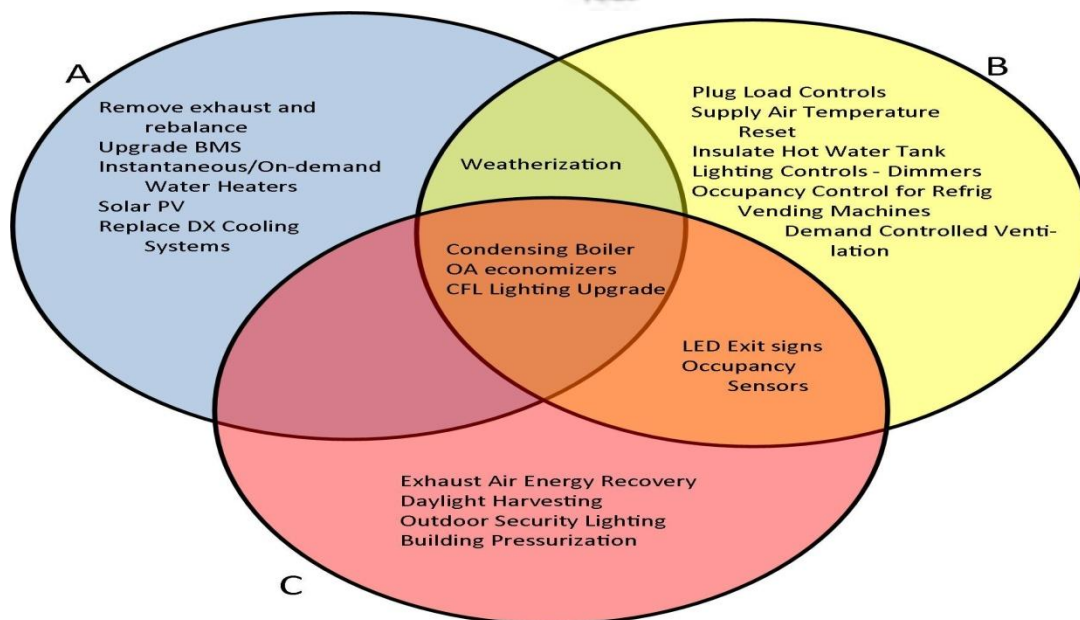 A
Remove exhaust and
rebalance
Upgrade BMS
Instantaneous/On-demand
Water Heaters
Solar PV
Replace DX Cooling
Systems
Weatherization
B
Plug Load Controls
Supply Air Temperature
Reset
Insulate Hot Water Tank
Lighting Controls - Dimmers
Occupancy Control for Refrig
Vending Machines
Demand Controlled Venti-
lation
Condensing Boiler
OA economizers
CFL Lighting Upgrade
LED Exit signs
Occupancy
Sensors
Exhaust Air Energy Recovery
Daylight Harvesting
Outdoor Security Lighting
Building Pressurization
C